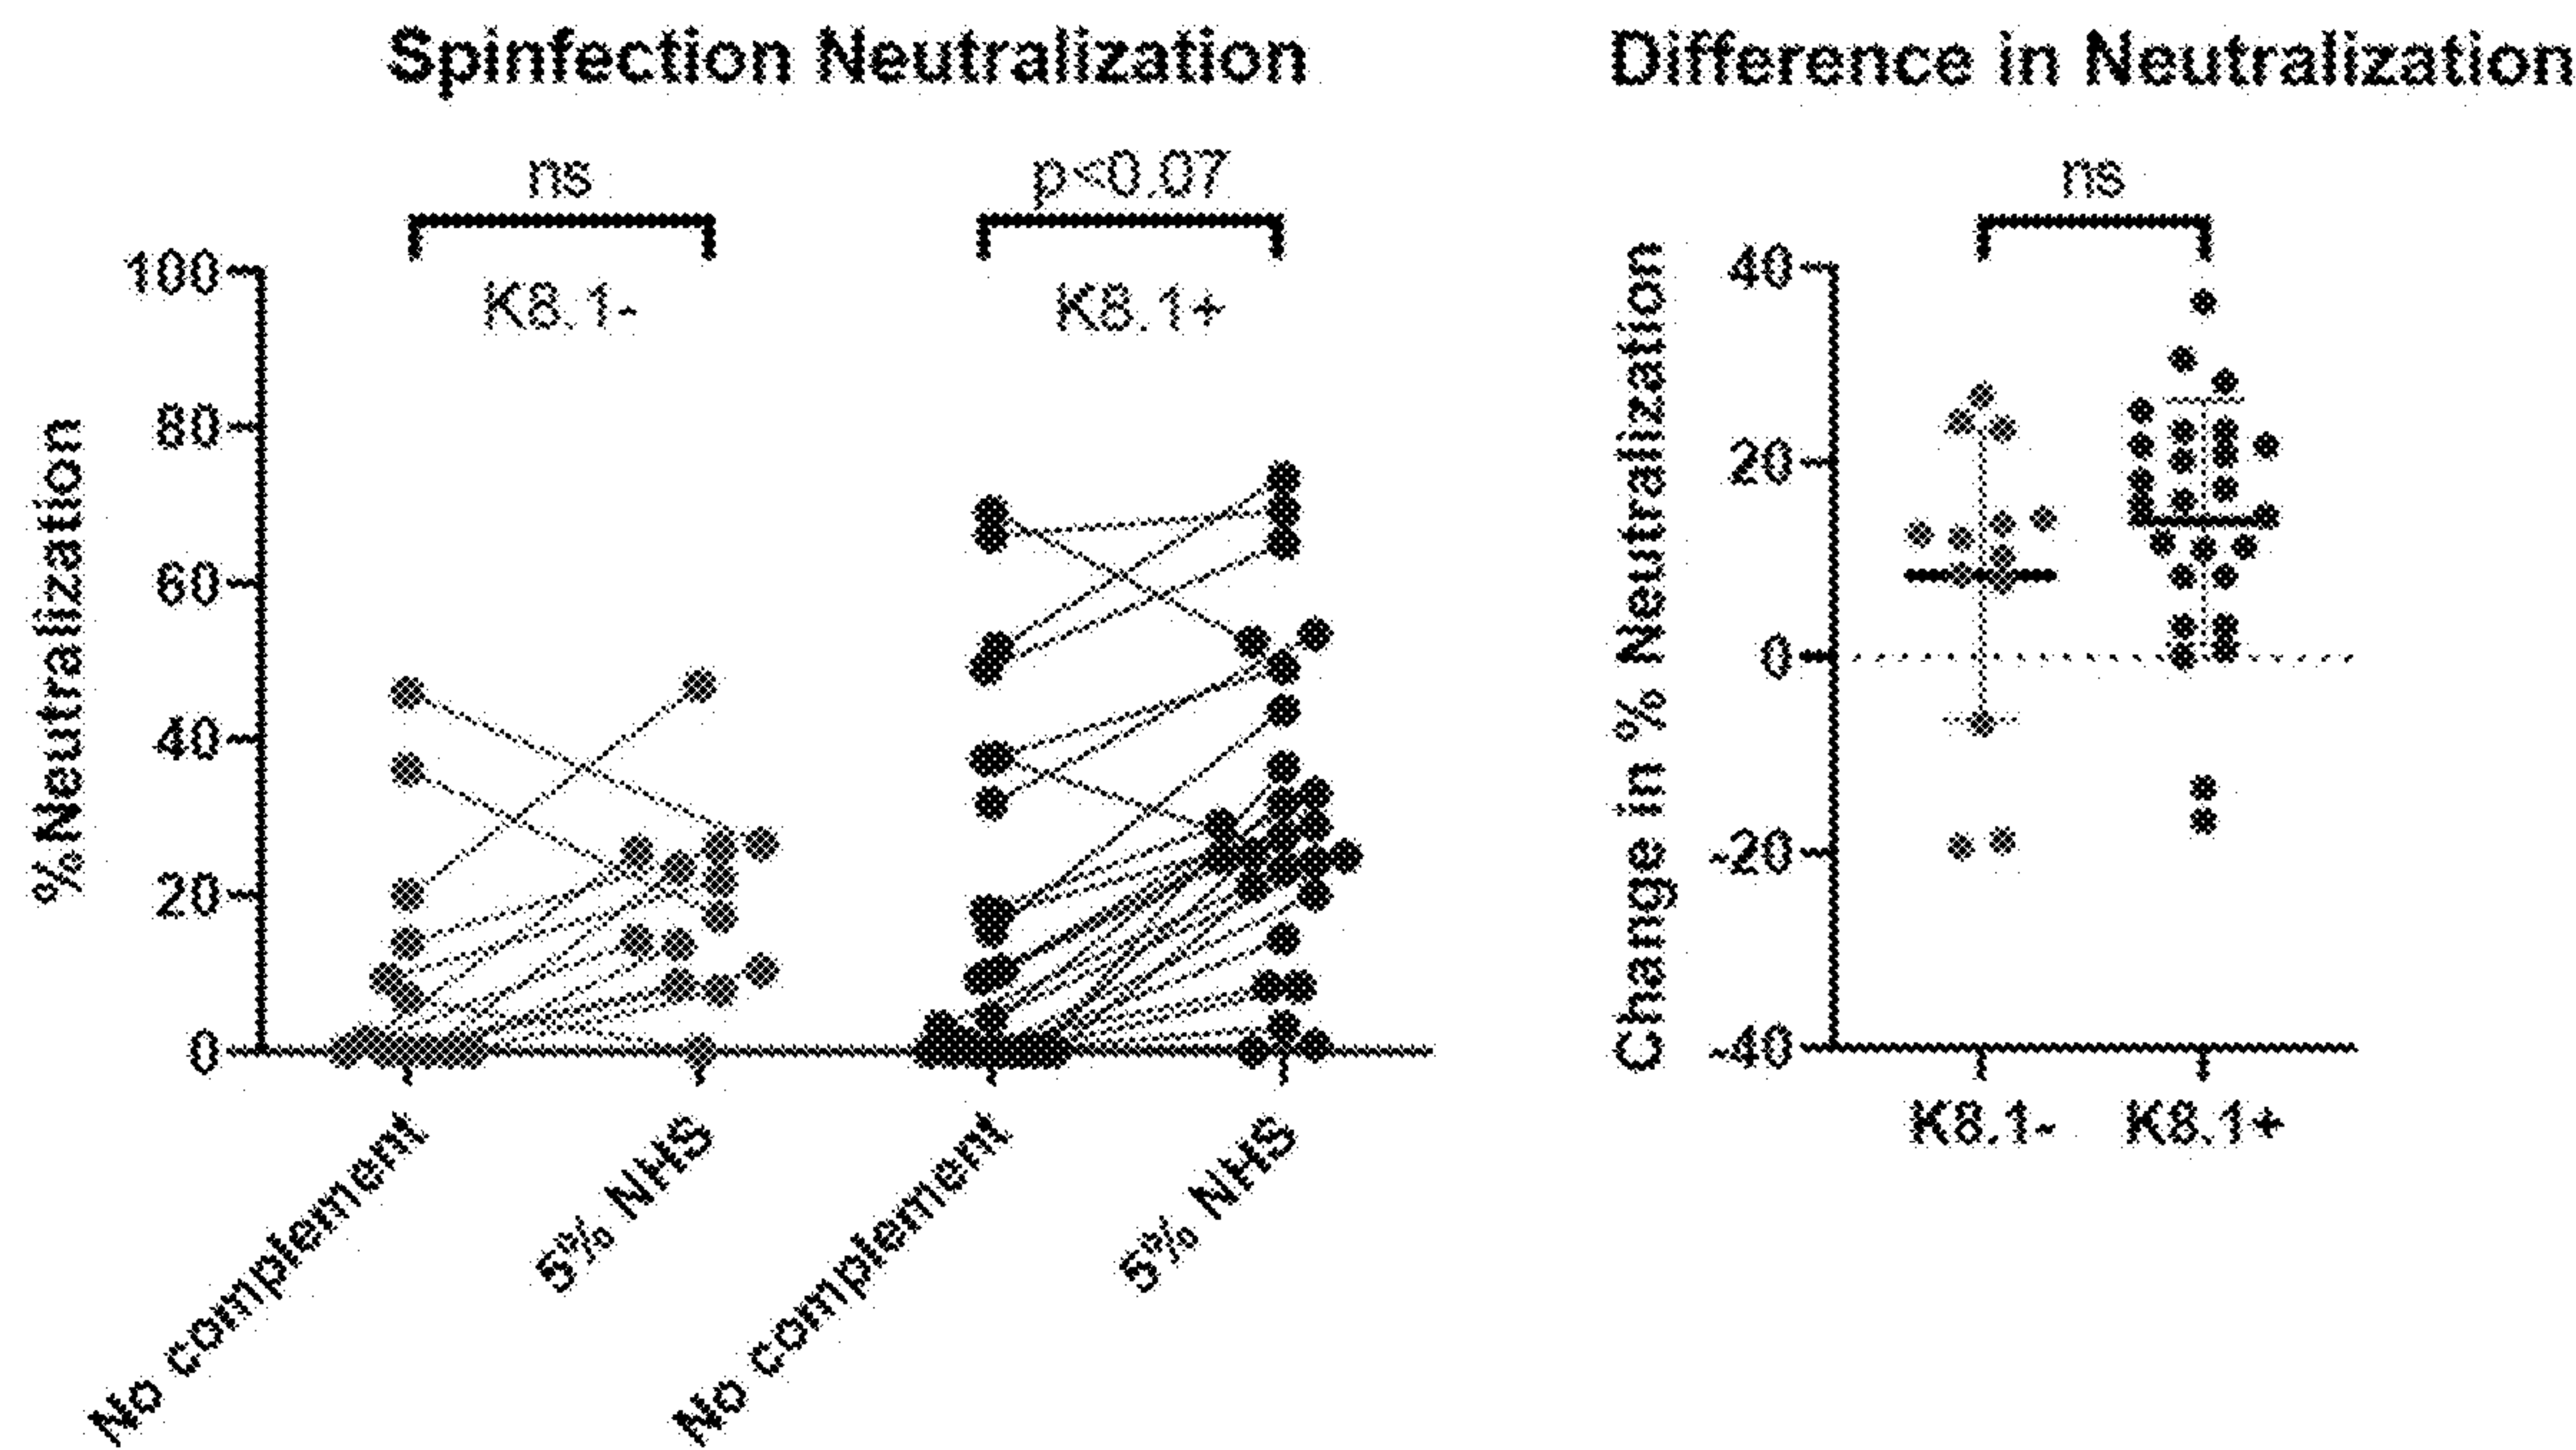 Spinfection Neutralization
ns
p<0.07
K8.1-
K8.1+
%Neutralization
100
80
60
40
20
0
No complement
5% NHS
No complement
5% NHS
Difference in Neutralization
ns
Change in % Neutralization
40
20
0
-20
-40
K8.1-
K8.1+